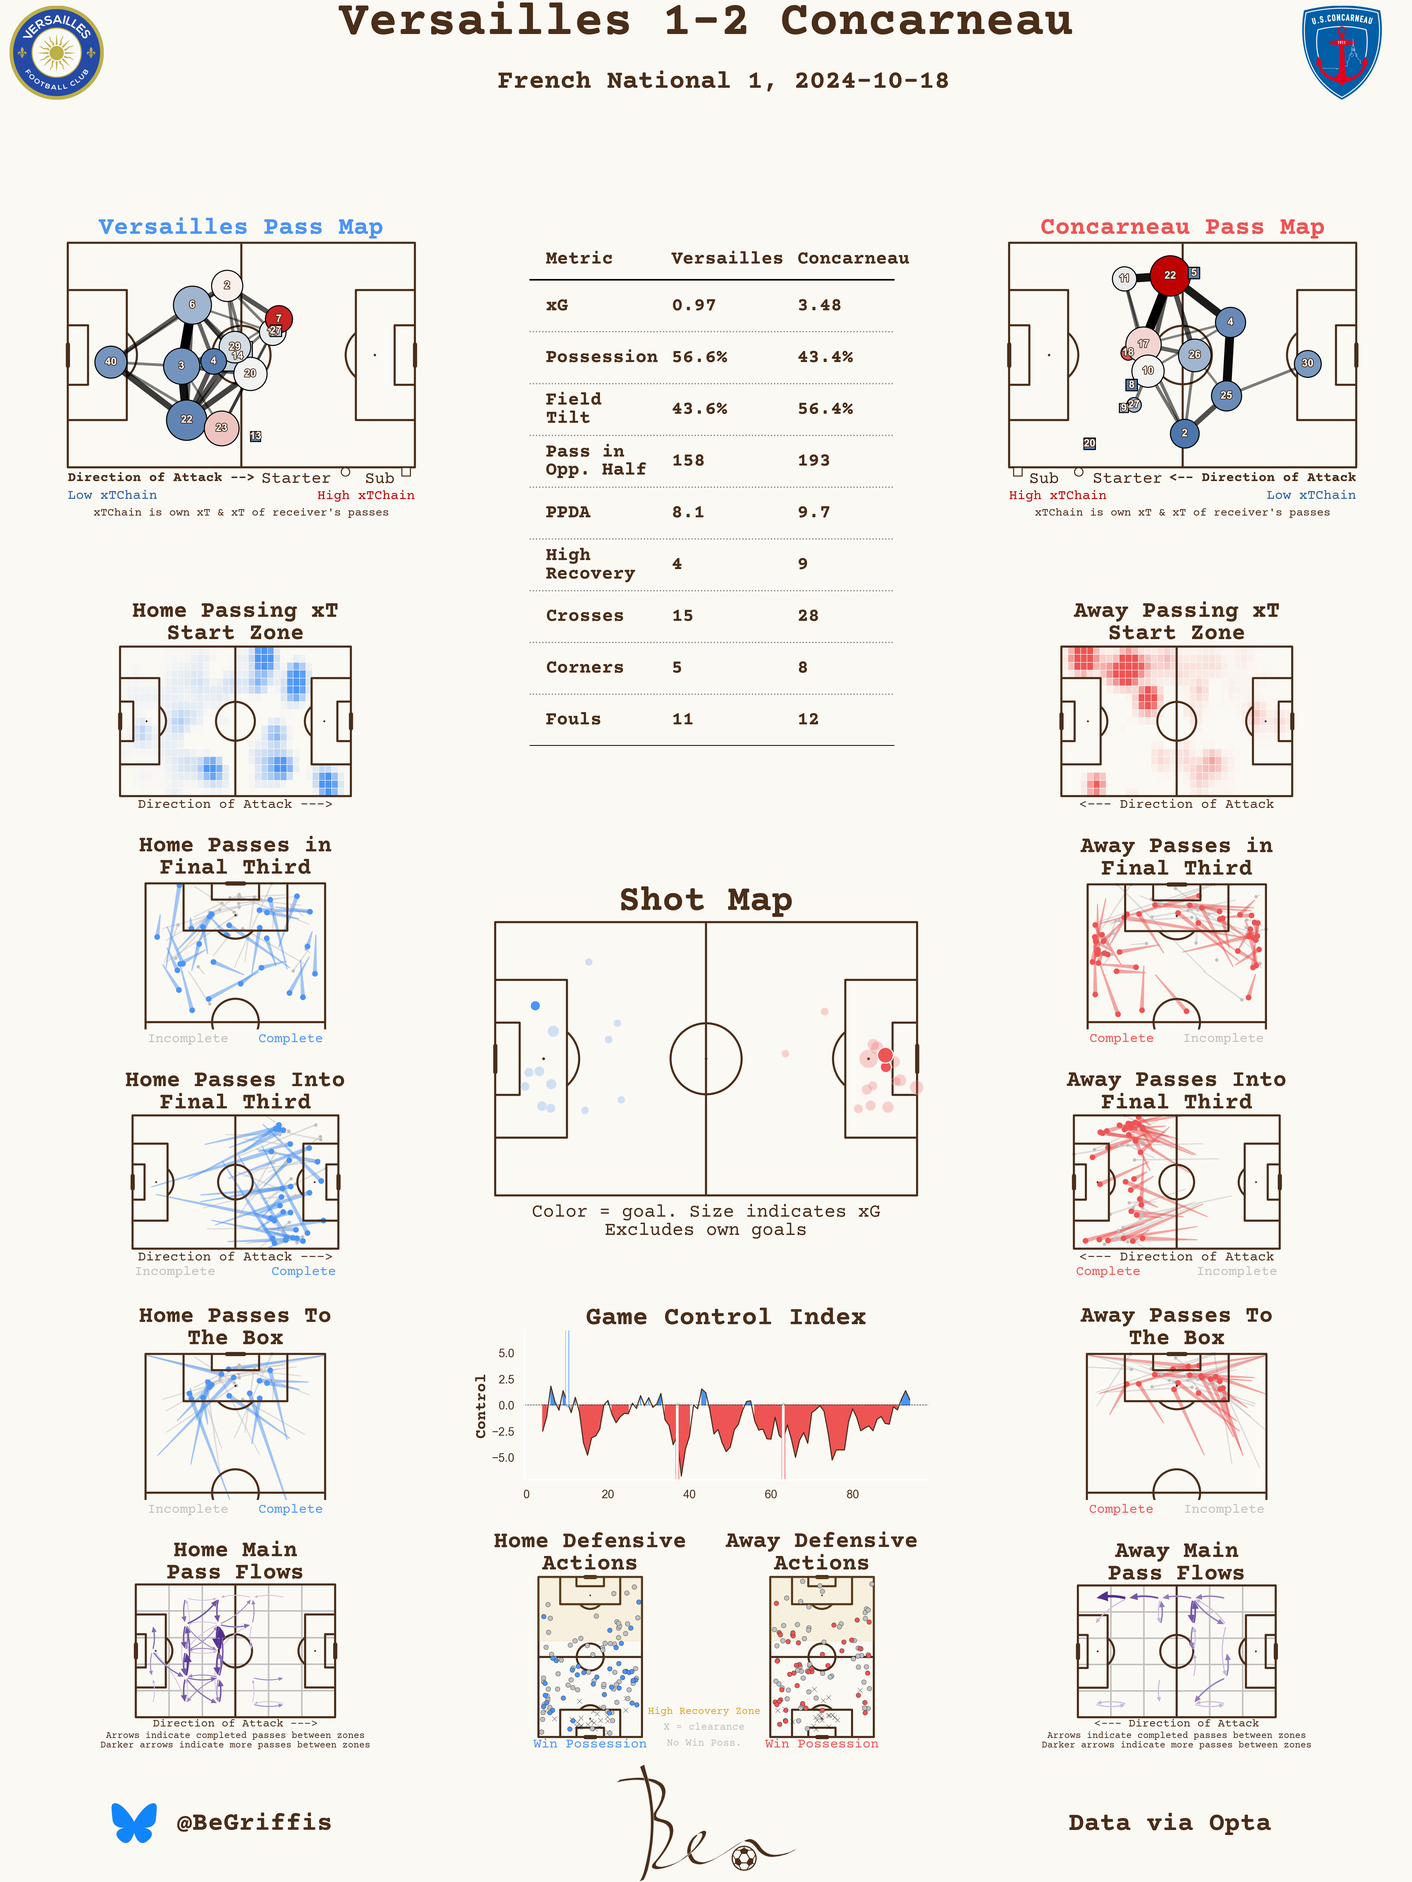 Versailles 1-2 Concarneau
French National 1, 2024-10-18
VERSAILLES
FOOTBALL CLUB
U.S.CONCARNEAU
1911
Versailles Pass Map
2
6
7
27
29
14
40
3
4
20
22
23
13
Direction of Attack --> Starter Sub
Low xTChain High xTChain
xTChain is own xT & xT of receiver's passes
Metric Versailles Concarneau
xG 0.97 3.48
Possession 56.6% 43.4%
Field
Tilt 43.6% 56.4%
Pass in
Opp. Half 158 193
PPDA 8.1 9.7
High
Recovery 4 9
Crosses 15 28
Corners 5 8
Fouls 11 12
Concarneau Pass Map
11
22
5
4
17
18
26
10
30
8
9
27
25
2
20
Sub Starter <-- Direction of Attack
High xTChain Low xTChain
xTChain is own xT & xT of receiver's passes
Home Passing xT
Start Zone
Direction of Attack --->
Away Passing xT
Start Zone
<--- Direction of Attack
Home Passes in
Final Third
Incomplete Complete
Away Passes in
Final Third
Complete Incomplete
Shot Map
Color = goal. Size indicates xG
Excludes own goals
Home Passes Into
Final Third
Direction of Attack --->
Incomplete Complete
Away Passes Into
Final Third
<--- Direction of Attack
Complete Incomplete
Home Passes To
The Box
Incomplete Complete
Game Control Index
Control
5.0
2.5
0.0
−2.5
−5.0
0 20 40 60 80
Away Passes To
The Box
Complete Incomplete
Home Main
Pass Flows
Direction of Attack --->
Arrows indicate completed passes between zones
Darker arrows indicate more passes between zones
Home Defensive
Actions
Win Possession
Away Defensive
Actions
Win Possession
High Recovery Zone
X = clearance
No Win Poss.
Away Main
Pass Flows
<--- Direction of Attack
Arrows indicate completed passes between zones
Darker arrows indicate more passes between zones
@BeGriffis
Ben
Data via Opta